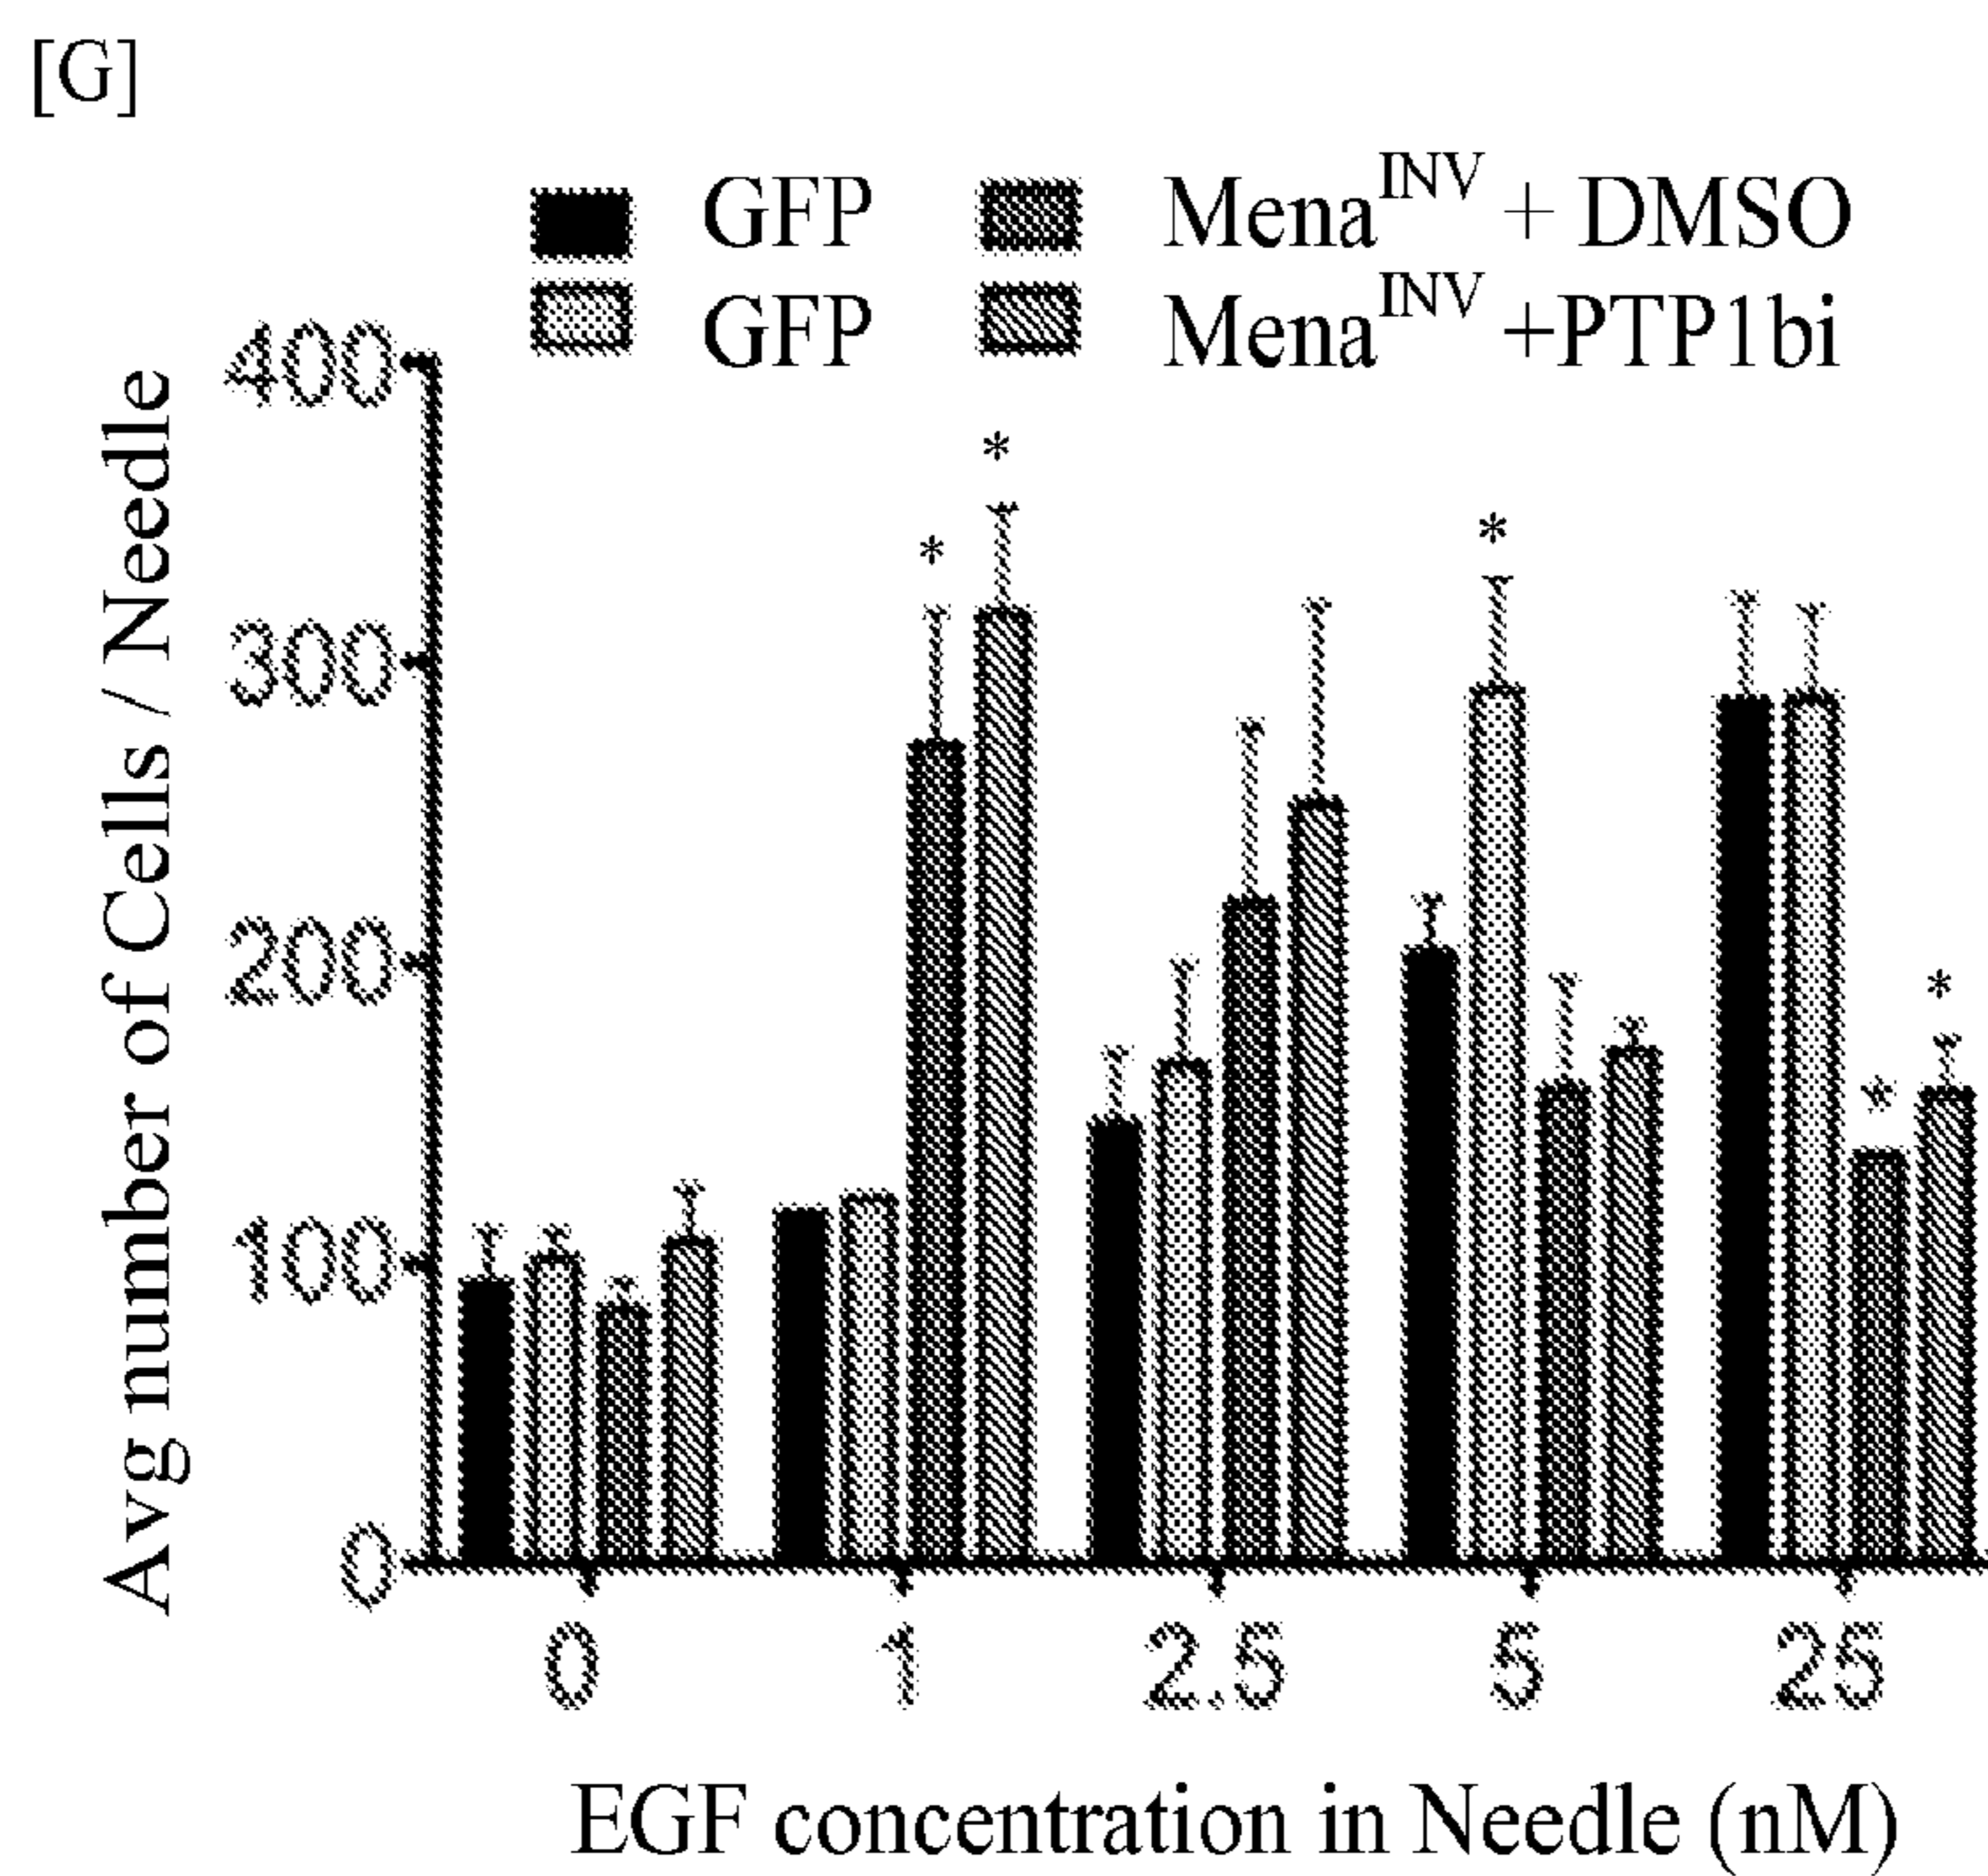 [G]
GFP Mena^INV + DMSO
GFP Mena^INV +PTP1bi
Avg number of Cells / Needle
400
300
200
100
0
* * * * *
0 1 2.5 5 25
EGF concentration in Needle (nM)